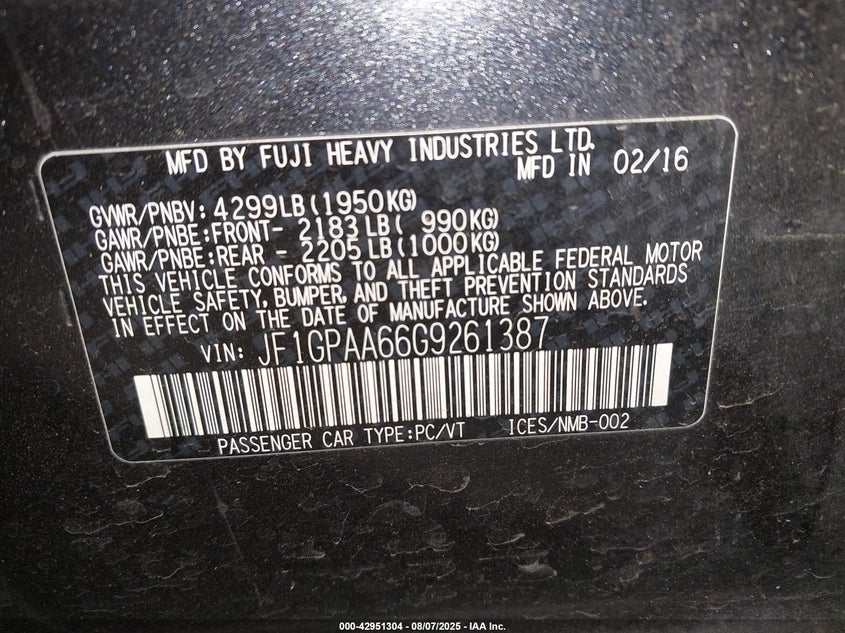 MFD BY FUJI HEAVY INDUSTRIES LTD.
MFD IN 02/16
GVWR/PNBV: 4299LB(1950KG)
GAWR/PNBE:FRONT- 2183LB( 990KG)
GAWR/PNBE:REAR - 2205LB(1000KG)
THIS VEHICLE CONFORMS TO ALL APPLICABLE FEDERAL MOTOR
VEHICLE SAFETY, BUMPER, AND THEFT PREVENTION STANDARDS
IN EFFECT ON THE DATE OF MANUFACTURE SHOWN ABOVE.
VIN: JF1GPAA66G9261387
PASSENGER CAR TYPE:PC/VT ICES/NMB-002
000-42951304 | 08/07/2025 - IAA Inc.